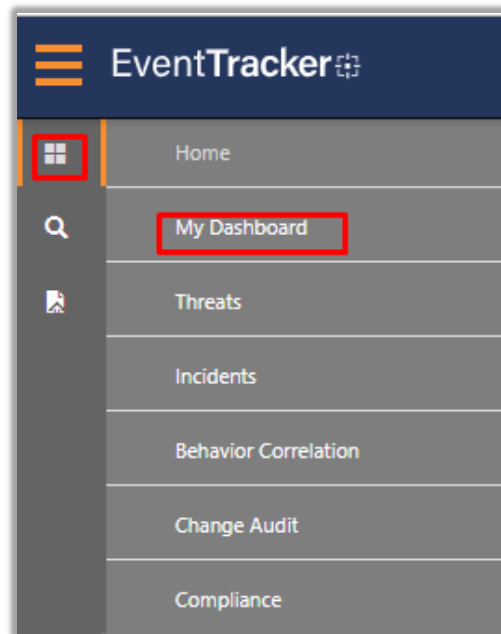 EventTracker
Home
My Dashboard
Threats
Incidents
Behavior Correlation
Change Audit
Compliance